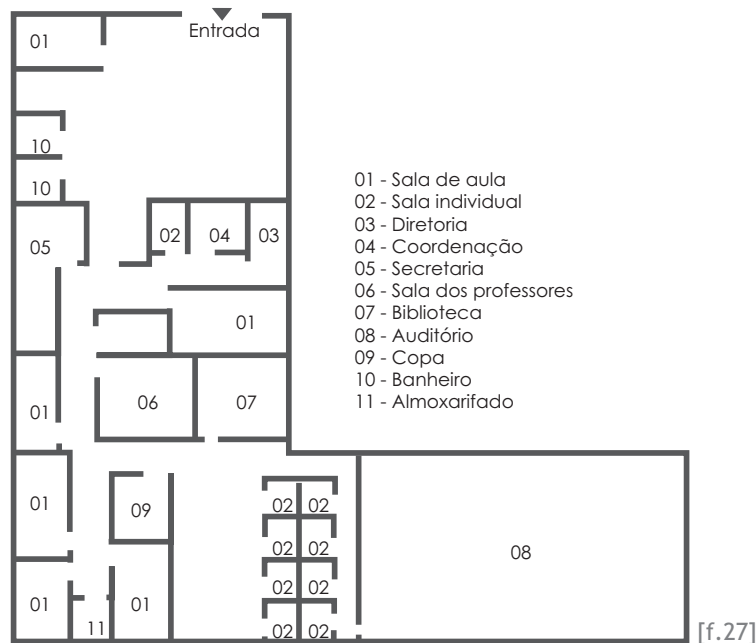 Entrada
01
10
10
05
02 04 03
01
06 07
01
01
09
01
11
01
02 02
02 02
02 02
02 02
08
01 - Sala de aula
02 - Sala individual
03 - Diretoria
04 - Coordenação
05 - Secretaria
06 - Sala dos professores
07 - Biblioteca
08 - Auditório
09 - Copa
10 - Banheiro
11 - Almoxarifado
[f.27]